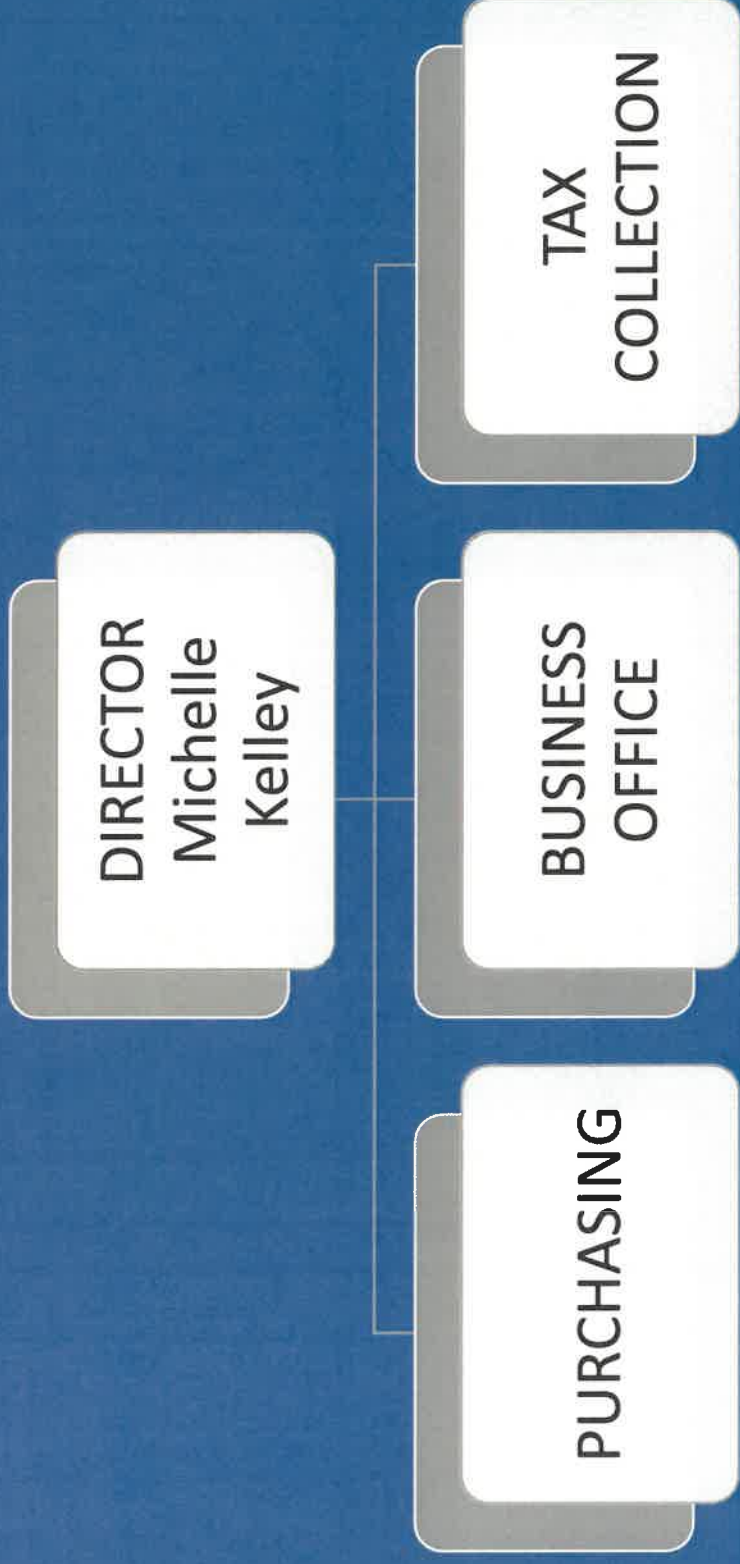 DIRECTOR
Michelle
Kelley
PURCHASING
BUSINESS
OFFICE
TAX
COLLECTION